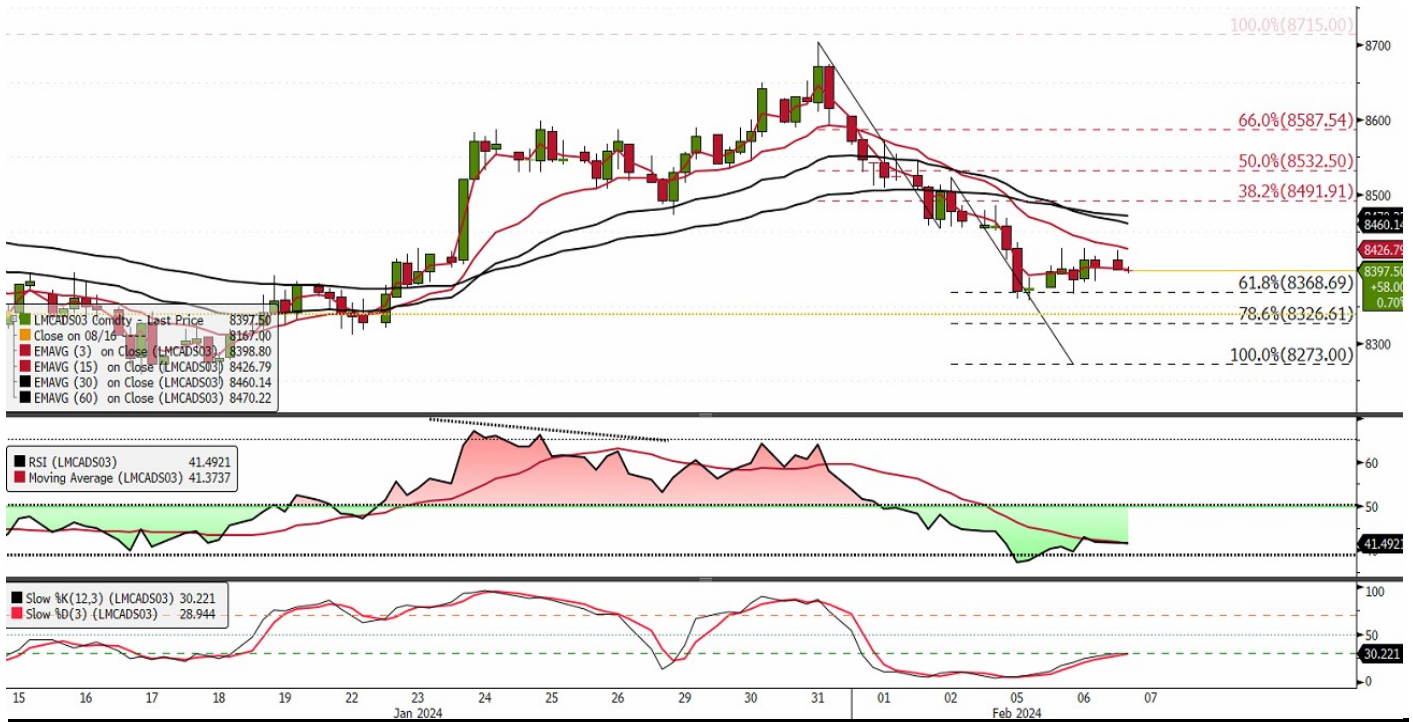 100.0%(8715.00)
8700
66.0%(8587.54)
8600
50.0%(8532.50)
38.2%(8491.91)
8500
8460.14
8426.79
8397.50
+58.00
0.70%
61.8%(8368.69)
78.6%(8326.61)
8300
100.0%(8273.00)
LMCADS03 Comdty - Last Price 8397.50
Close on 08/16 8167.00
EMAVG (3) on Close (LMCADS03) 8398.80
EMAVG (15) on Close (LMCADS03) 8426.79
EMAVG (30) on Close (LMCADS03) 8460.14
EMAVG (60) on Close (LMCADS03) 8470.22
RSI (LMCADS03) 41.4921
Moving Average (LMCADS03) 41.3737
60
50
41.4921
Slow %K(12,3) (LMCADS03) 30.221
Slow %D(3) (LMCADS03) 28.944
100
50
30.221
0
15 16 17 18 19 22 23 24 25 26 29 30 31 01 02 05 06 07
Jan 2024 Feb 2024